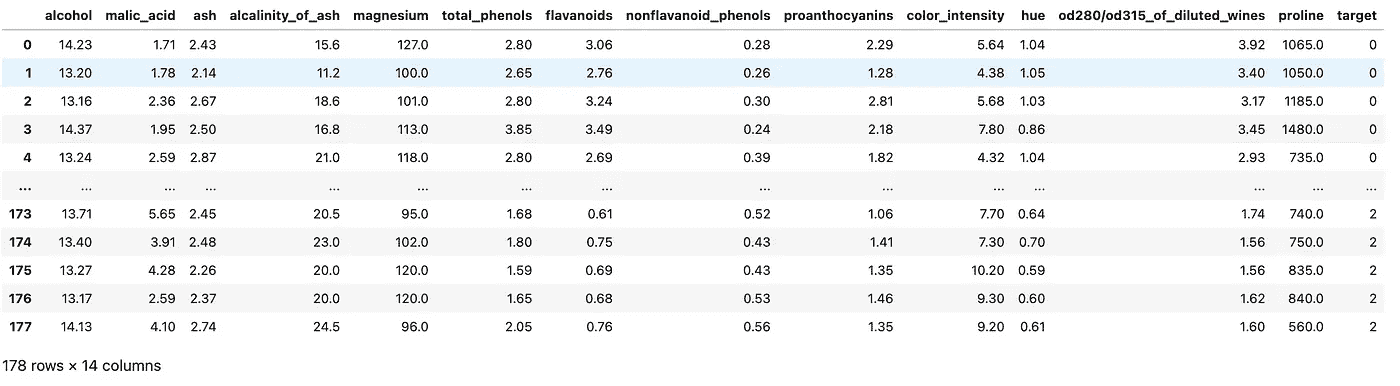 alcohol malic_acid ash alcalinity_of_ash magnesium total_phenols flavanoids nonflavanoid_phenols proanthocyanins color_intensity hue od280/od315_of_diluted_wines proline target
0 14.23 1.71 2.43 15.6 127.0 2.80 3.06 0.28 2.29 5.64 1.04 3.92 1065.0 0
1 13.20 1.78 2.14 11.2 100.0 2.65 2.76 0.26 1.28 4.38 1.05 3.40 1050.0 0
2 13.16 2.36 2.67 18.6 101.0 2.80 3.24 0.30 2.81 5.68 1.03 3.17 1185.0 0
3 14.37 1.95 2.50 16.8 113.0 3.85 3.49 0.24 2.18 7.80 0.86 3.45 1480.0 0
4 13.24 2.59 2.87 21.0 118.0 2.80 2.69 0.39 1.82 4.32 1.04 2.93 735.0 0
... ... ... ... ... ... ... ... ... ... ... ... ... ... ...
173 13.71 5.65 2.45 20.5 95.0 1.68 0.61 0.52 1.06 7.70 0.64 1.74 740.0 2
174 13.40 3.91 2.48 23.0 102.0 1.80 0.75 0.43 1.41 7.30 0.70 1.56 750.0 2
175 13.27 4.28 2.26 20.0 120.0 1.59 0.69 0.43 1.35 10.20 0.59 1.56 835.0 2
176 13.17 2.59 2.37 20.0 120.0 1.65 0.68 0.53 1.46 9.30 0.60 1.62 840.0 2
177 14.13 4.10 2.74 24.5 96.0 2.05 0.76 0.56 1.35 9.20 0.61 1.60 560.0 2
178 rows × 14 columns